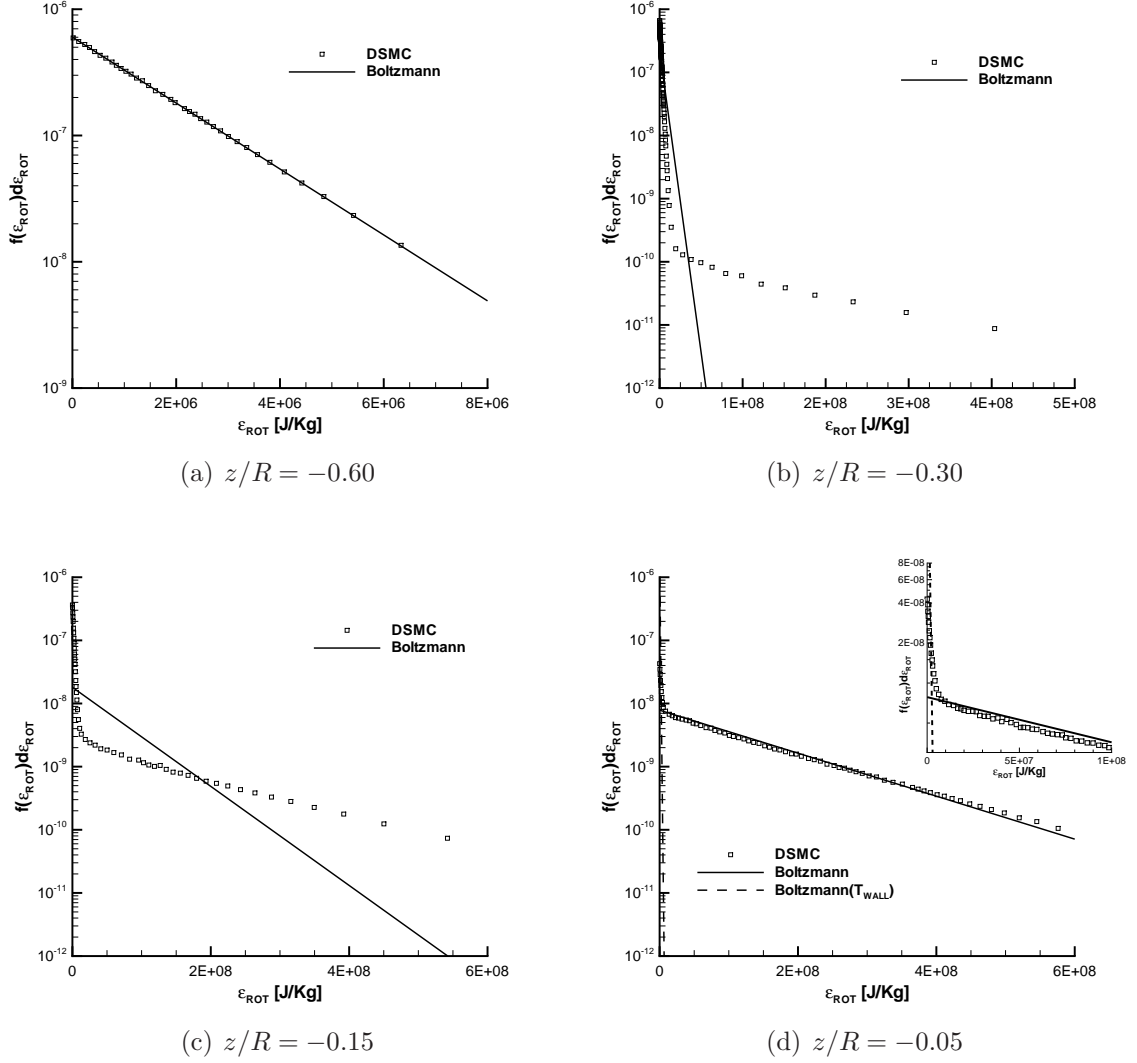 10^-6
10^-7
10^-8
10^-9
f(ε_ROT)dε_ROT
DSMC
Boltzmann
0 2E+06 4E+06 6E+06 8E+06
ε_ROT [J/Kg]
(a) z/R = −0.60
10^-6
10^-7
10^-8
10^-9
10^-10
10^-11
10^-12
f(ε_ROT)dε_ROT
DSMC
Boltzmann
0 1E+08 2E+08 3E+08 4E+08 5E+08
ε_ROT [J/Kg]
(b) z/R = −0.30
10^-6
10^-7
10^-8
10^-9
10^-10
10^-11
10^-12
f(ε_ROT)dε_ROT
DSMC
Boltzmann
0 2E+08 4E+08 6E+08
ε_ROT [J/Kg]
(c) z/R = −0.15
10^-6
10^-7
10^-8
10^-9
10^-10
10^-11
10^-12
f(ε_ROT)dε_ROT
8E-08
6E-08
4E-08
2E-08
f(ε_ROT)dε_ROT
0 5E+07 1E+08
ε_ROT [J/Kg]
DSMC
Boltzmann
Boltzmann(T_WALL)
0 2E+08 4E+08 6E+08
ε_ROT [J/Kg]
(d) z/R = −0.05